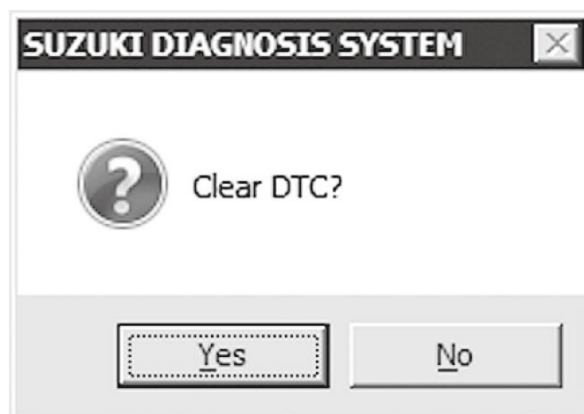 SUZUKI DIAGNOSIS SYSTEM
Clear DTC?
Yes No